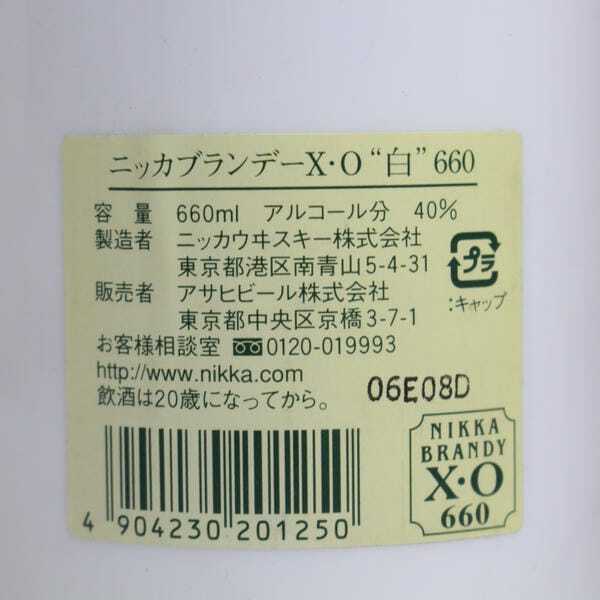 ニッカブランデーX・O“白”660
容 量 660ml アルコール分 40%
製造者 ニッカウヰスキー株式会社
東京都港区南青山5-4-31
販売者 アサヒビール株式会社
東京都中央区京橋3-7-1
プラ
:キャップ
お客様相談室 0120-019993
http://www.nikka.com
飲酒は20歳になってから。
06E08D
4 904230 201250
NIKKA
BRANDY
X・O
660